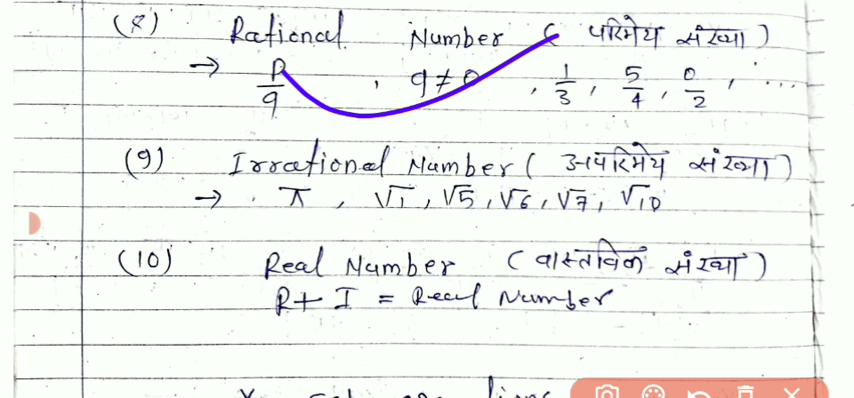 (8) Rational Number (परिमेय संख्या)
→ p/q , q ≠ 0 , 1/3 , 5/4 , 0/2 , ...
(9) Irrational Number (अपरिमेय संख्या)
→ . π , √1 , √5 , √6 , √7 , √10
(10) Real Number (वास्तविक संख्या)
R + I = Real Number